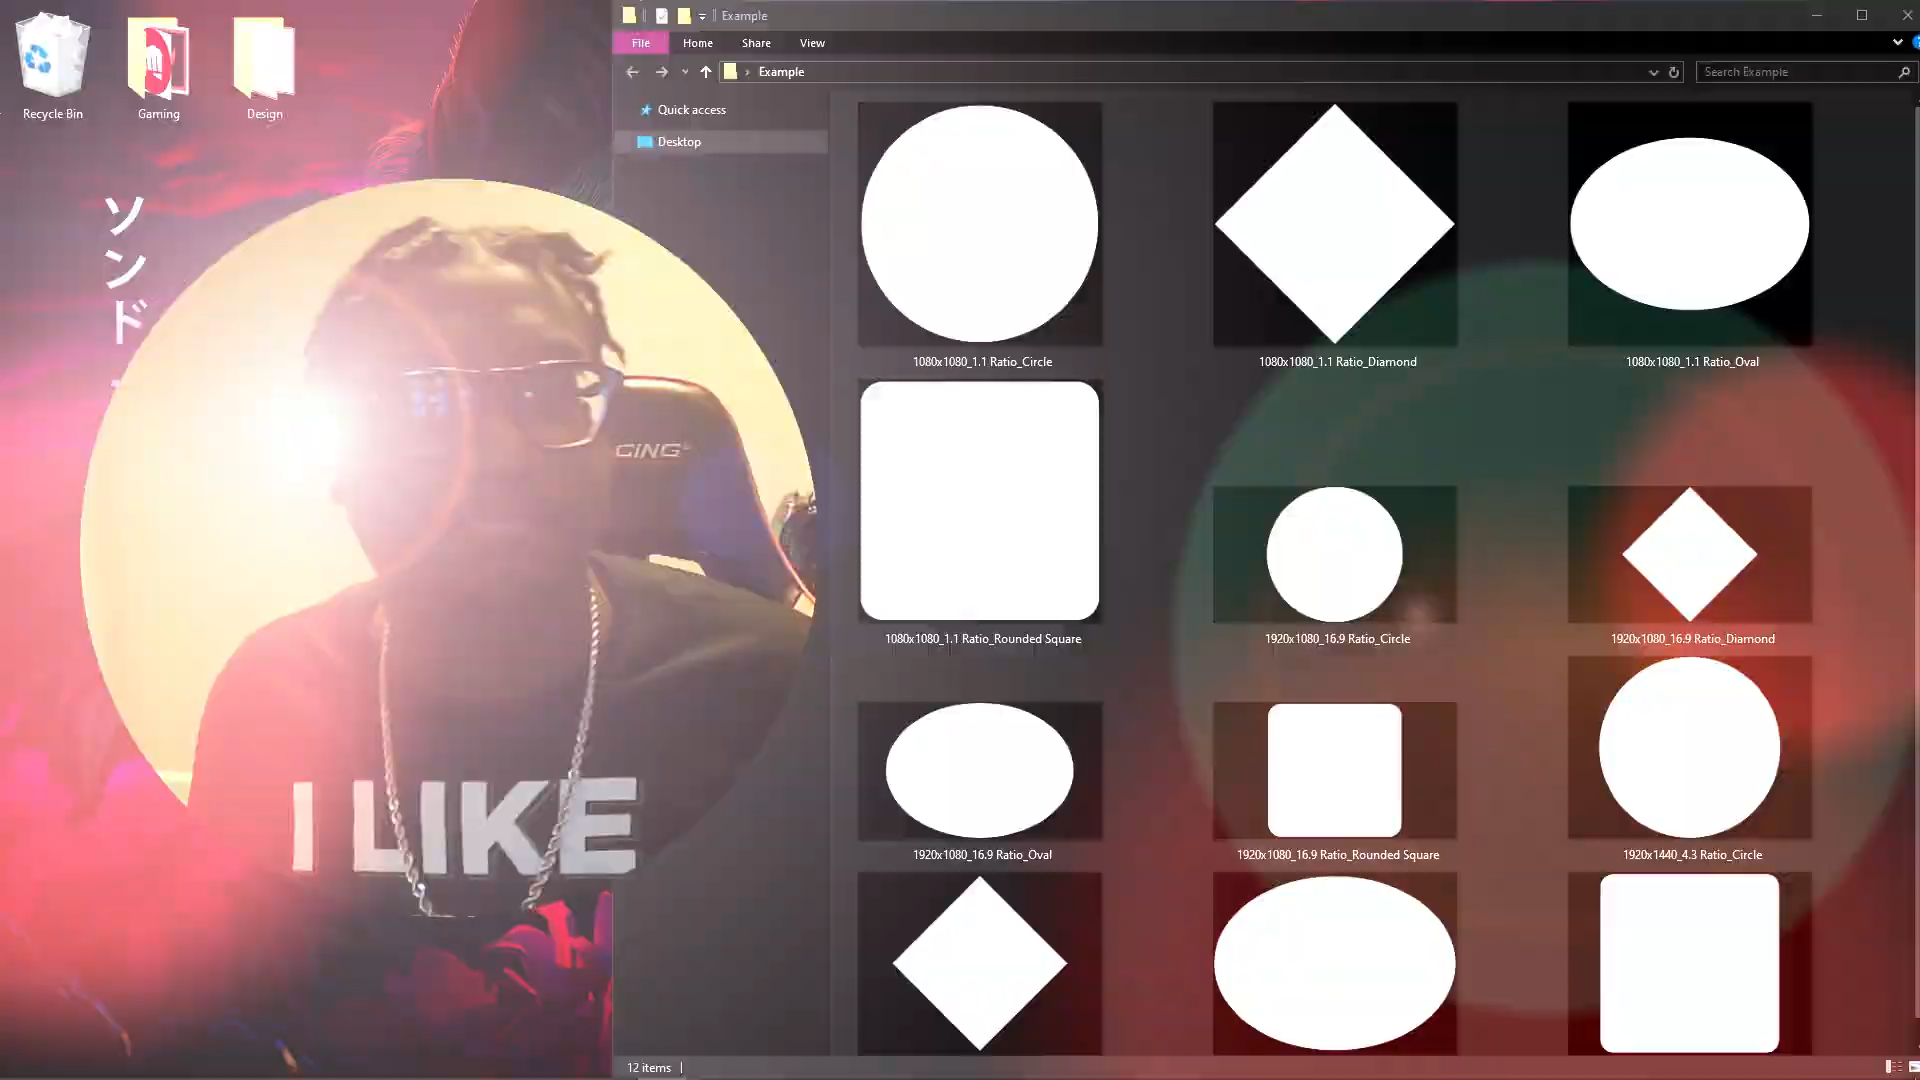 Example
File
Home
Share
View
Example
Search Example
Quick access
Desktop
Recycle Bin
Gaming
Design
ソンド
GING
I LIKE
1080x1080_1.1 Ratio_Circle
1080x1080_1.1 Ratio_Diamond
1080x1080_1.1 Ratio_Oval
1080x1080_1.1 Ratio_Rounded Square
1920x1080_16.9 Ratio_Circle
1920x1080_16.9 Ratio_Diamond
1920x1080_16.9 Ratio_Oval
1920x1080_16.9 Ratio_Rounded Square
1920x1440_4.3 Ratio_Circle
12 items